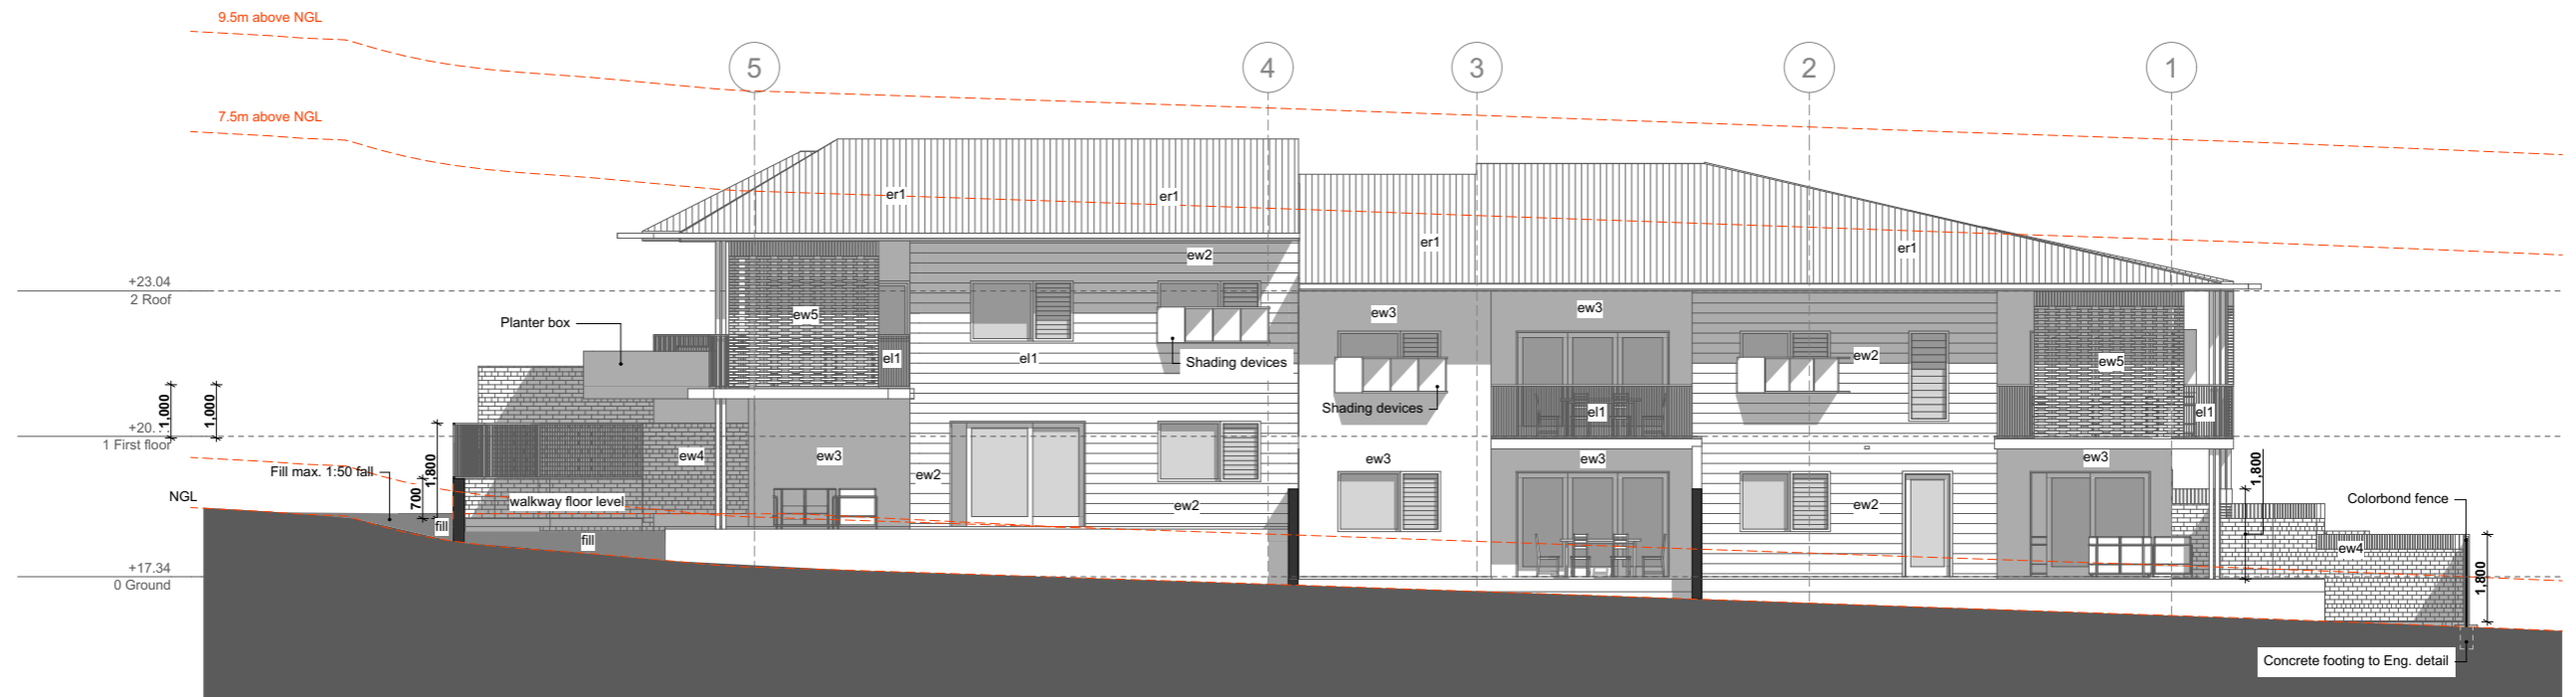 9.5m above NGL
5
4
3
2
1
7.5m above NGL
er1
er1
er1
er1
ew2
+23.04
2 Roof
Planter box
ew5
ew3
ew3
el1
el1
Shading devices
ew2
ew5
1,000
1,000
Shading devices
el1
el1
+20.
1 First floor
ew4
ew3
ew3
ew3
ew3
Fill max. 1:50 fall
1,800
ew2
1,800
NGL
700
walkway floor level
ew2
ew2
Colorbond fence
fill
fill
ew4
+17.34
0 Ground
1,800
Concrete footing to Eng. detail